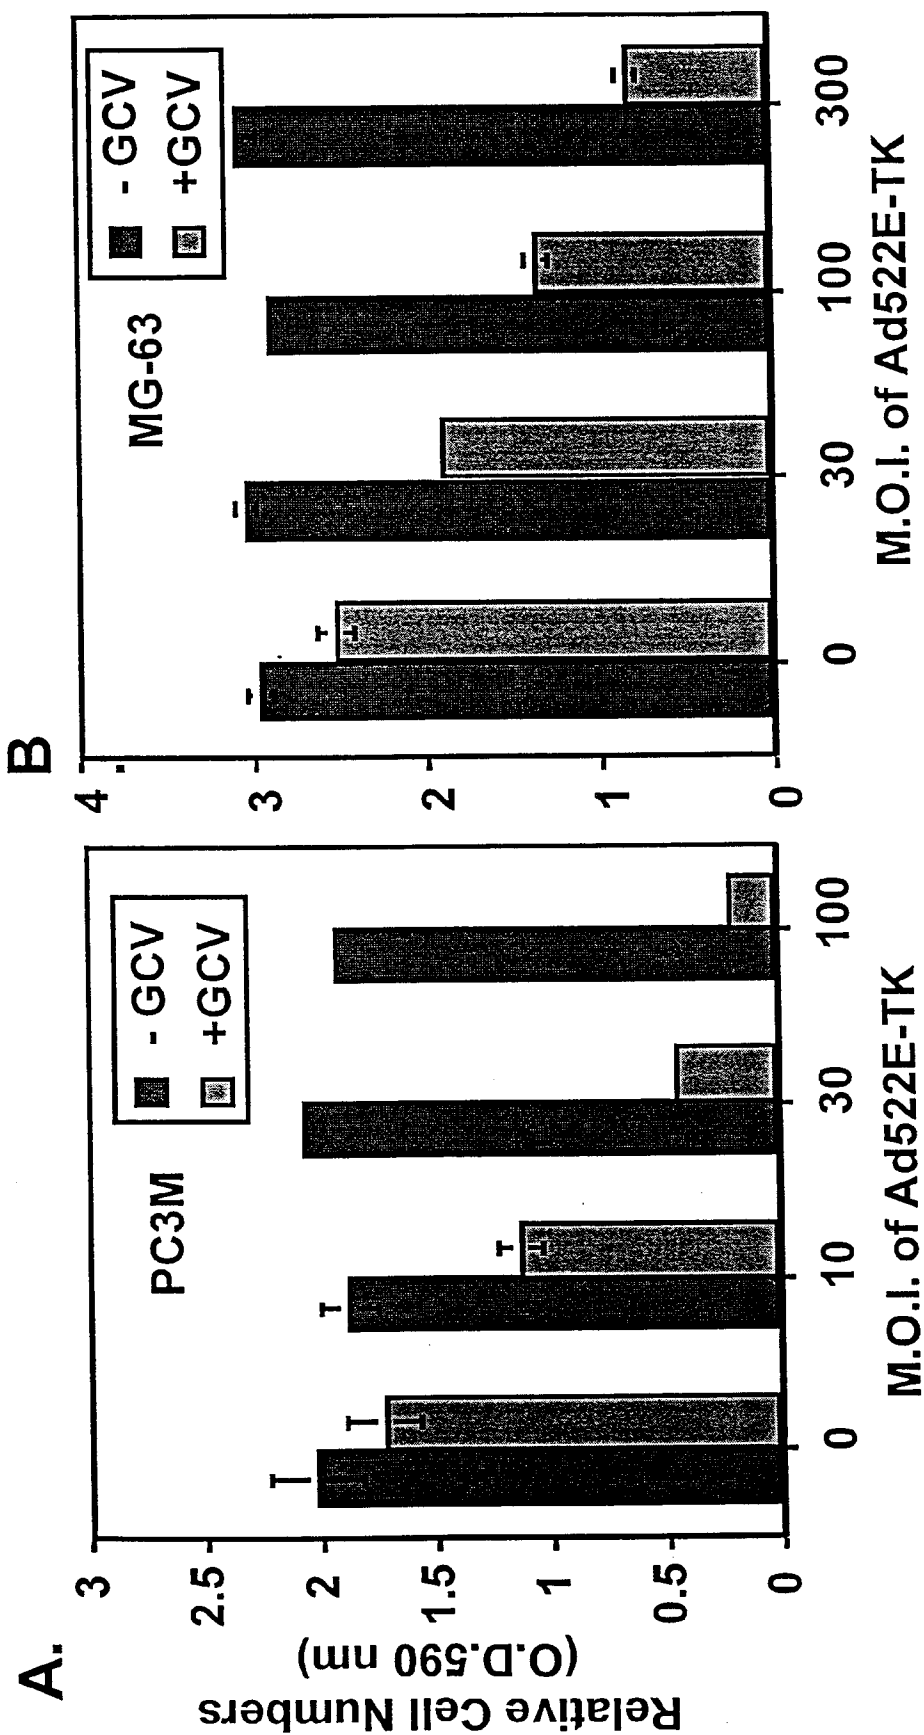 A.
Relative Cell Numbers
(O.D.590 nm)
3
2.5
2
1.5
1
0.5
0
PC3M
- GCV
+GCV
0
10
30
100
M.O.I. of Ad522E-TK
B
4
3
2
1
0
MG-63
- GCV
+GCV
0
30
100
300
M.O.I. of Ad522E-TK